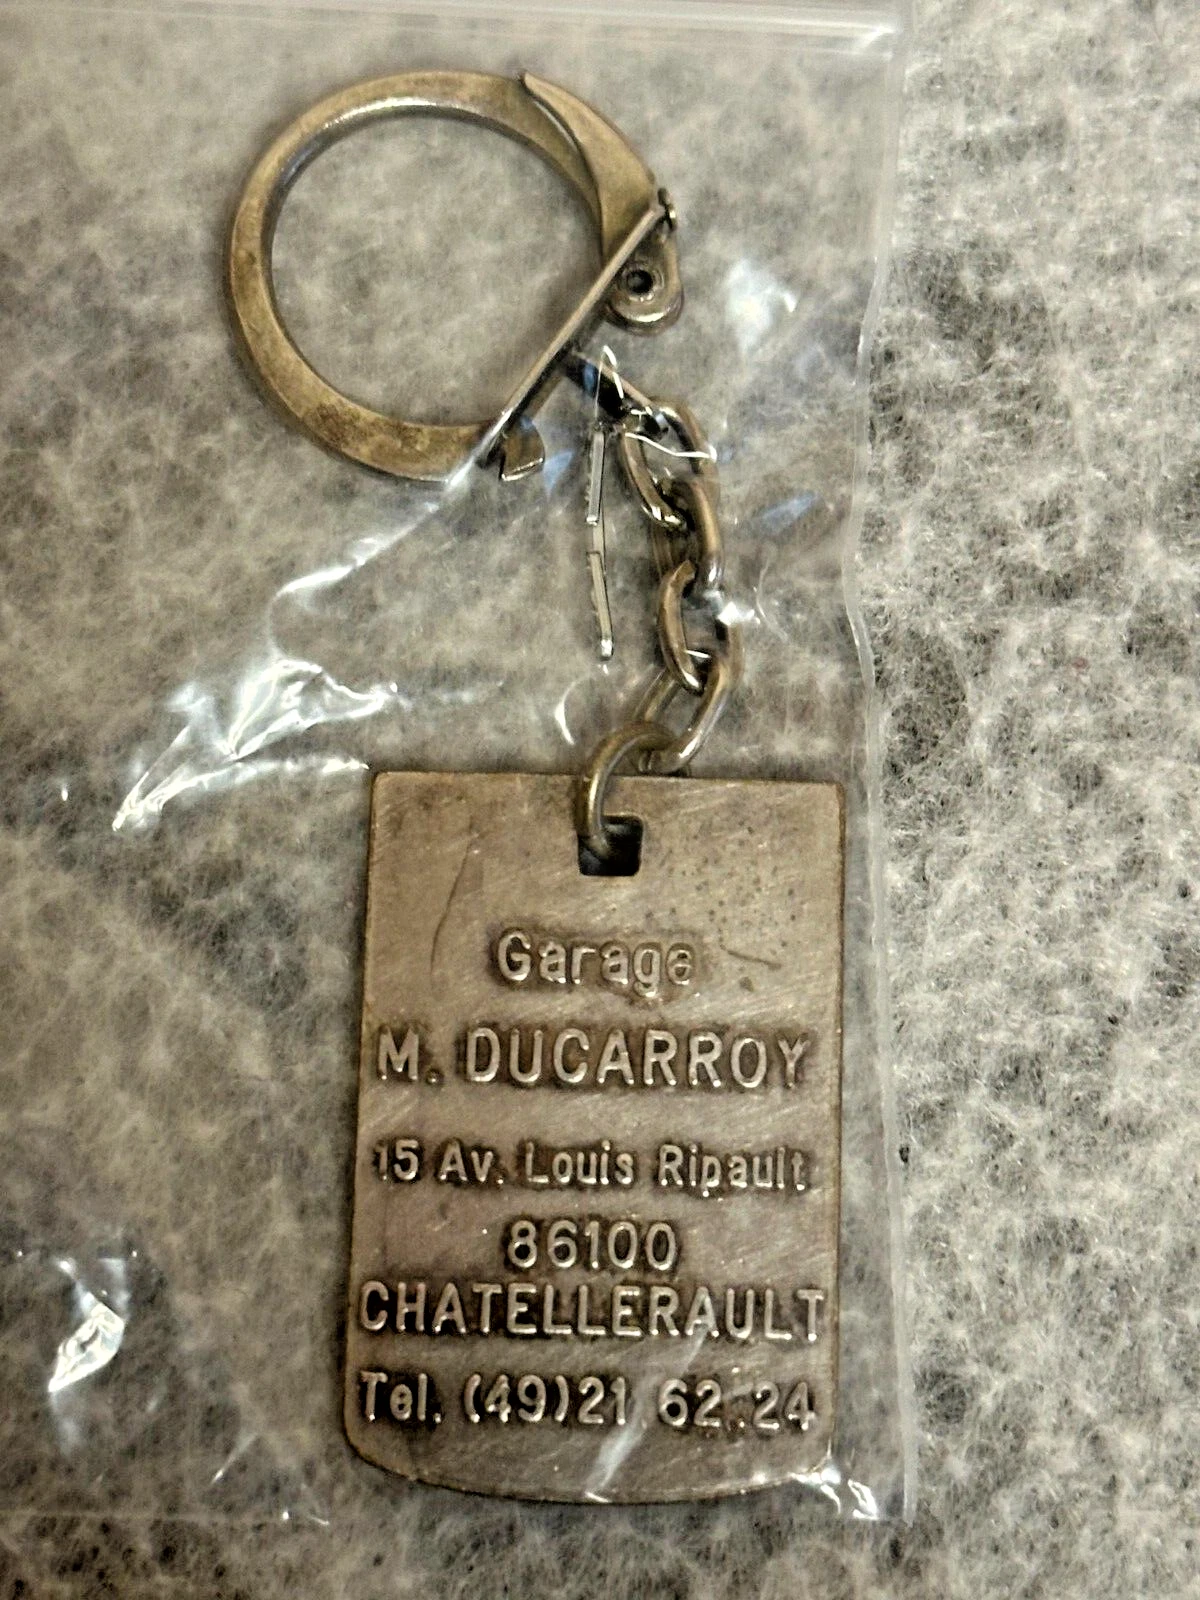 Garage
M. DUCARROY
15 Av. Louis Ripault
86100
CHATELLERAULT
Tel. (49)21 62.24